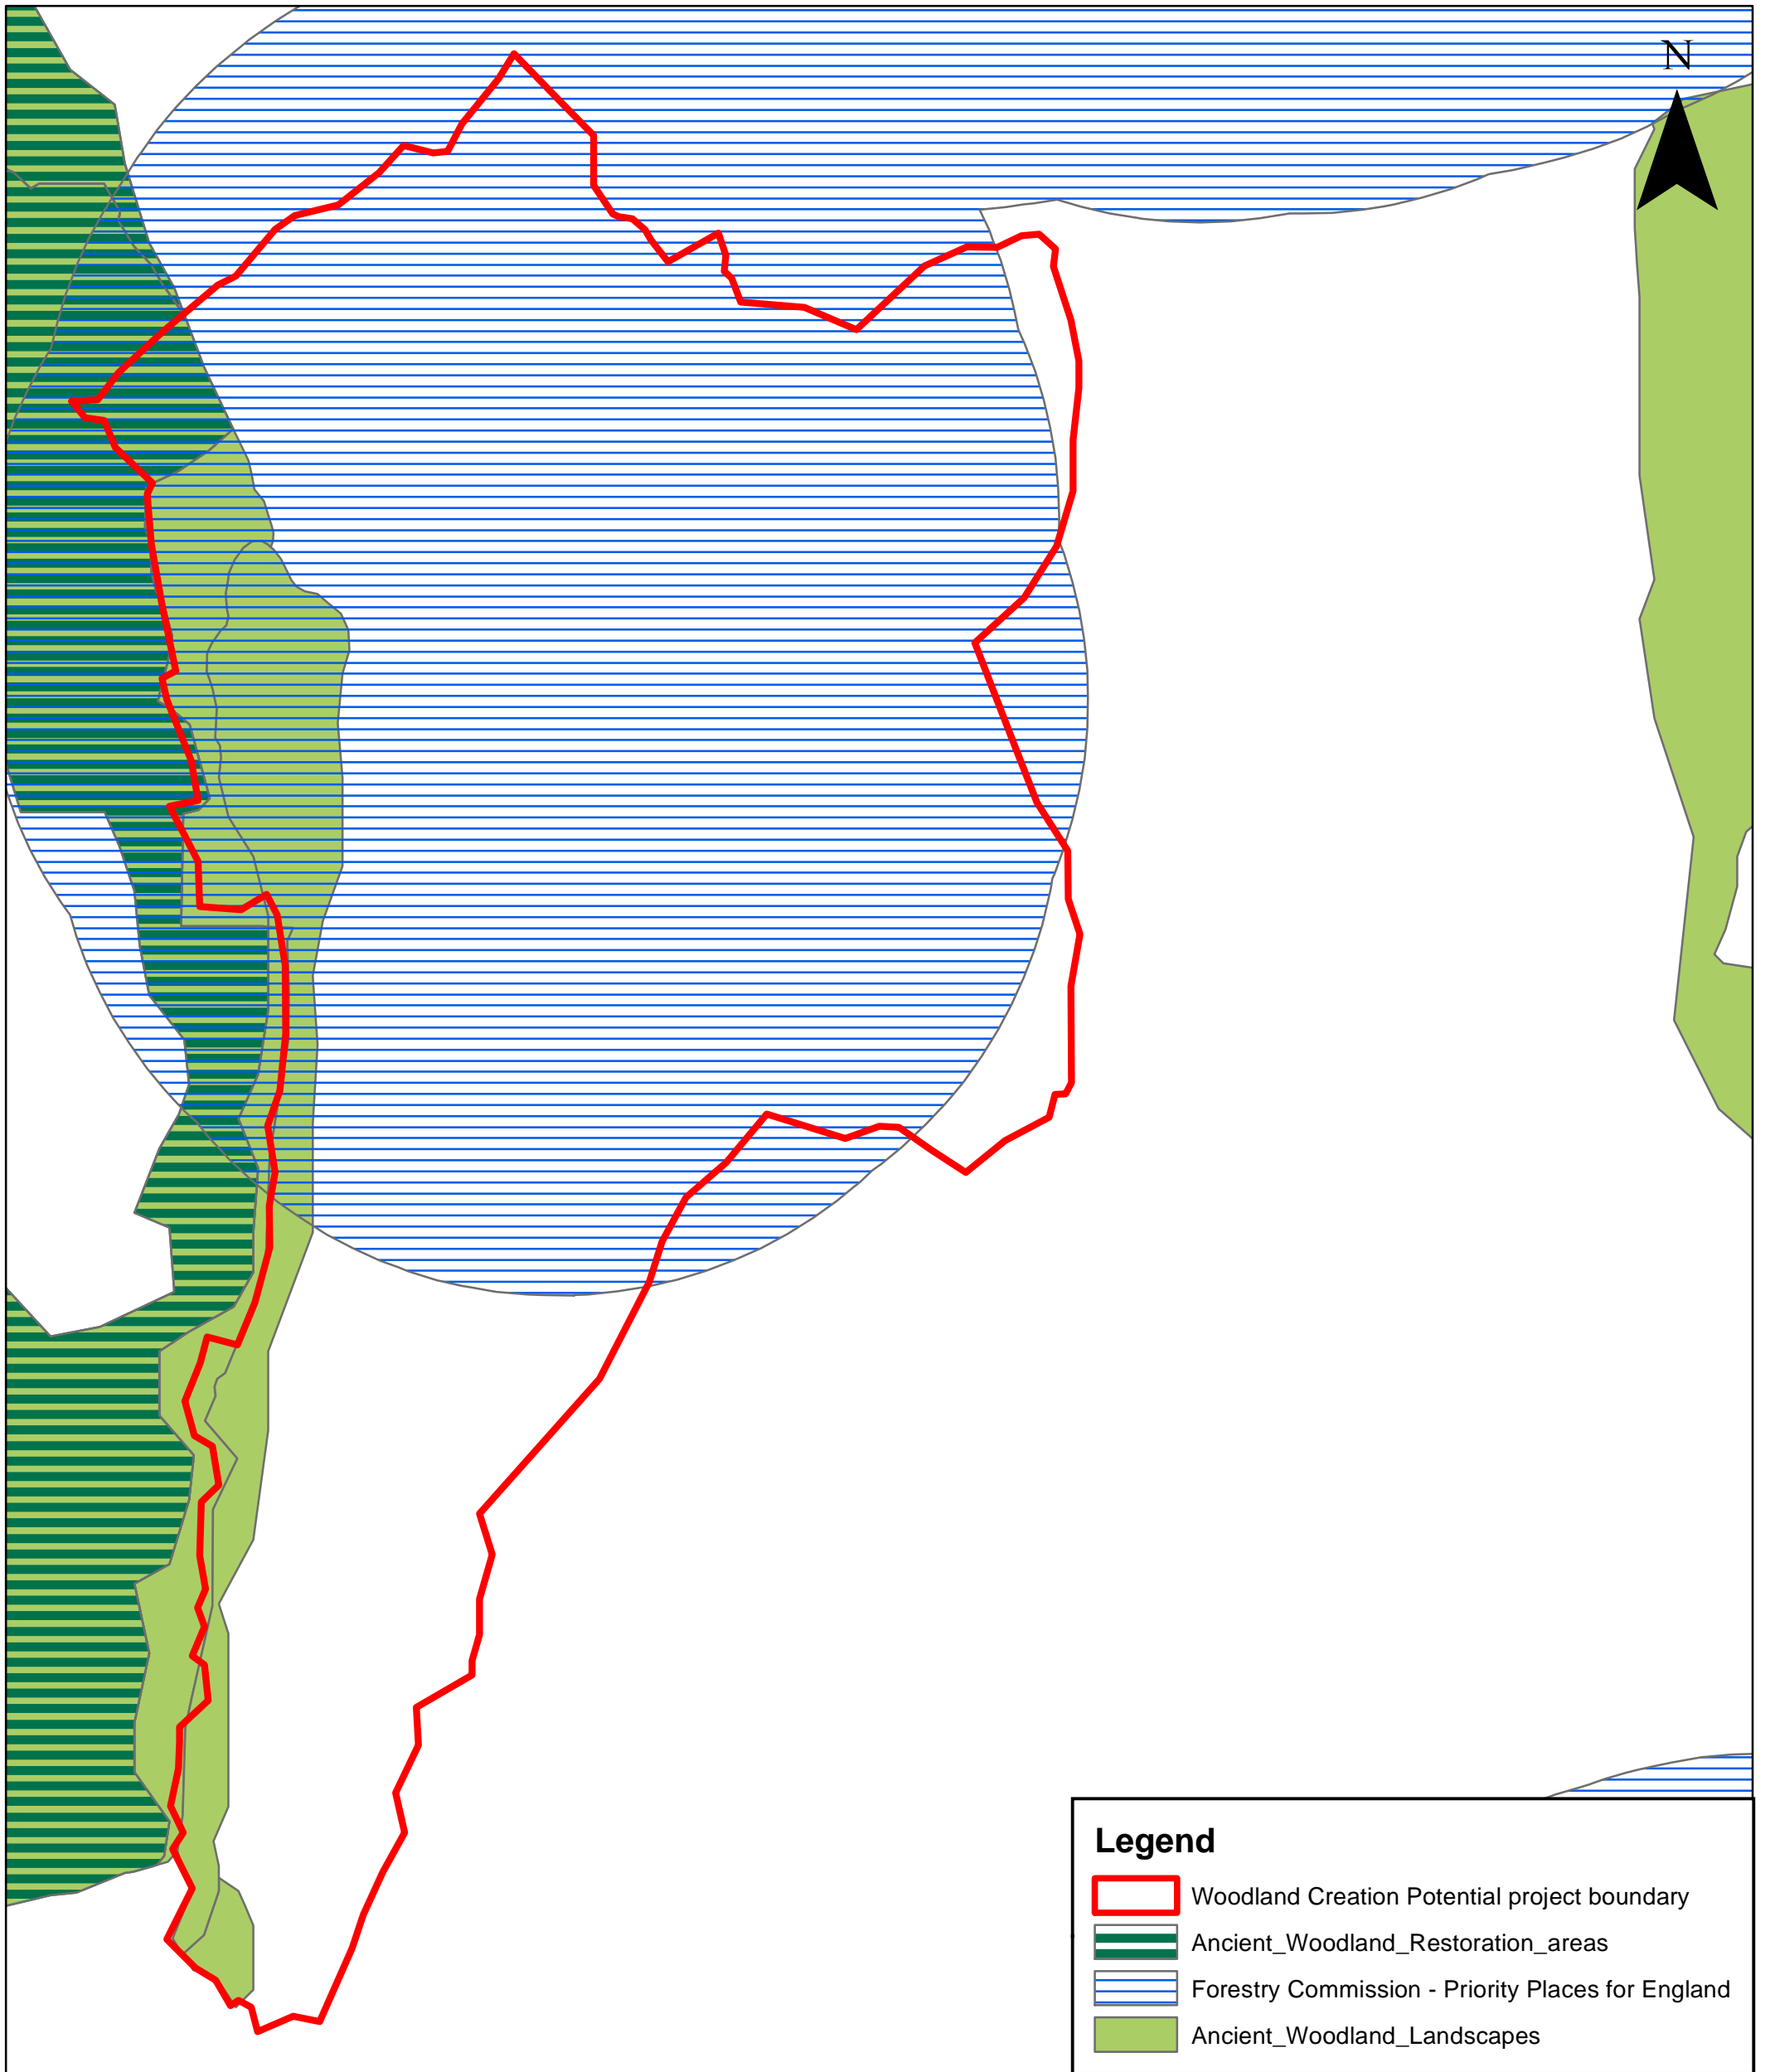 N
Legend
Woodland Creation Potential project boundary
Ancient_Woodland_Restoration_areas
Forestry Commission - Priority Places for England
Ancient_Woodland_Landscapes